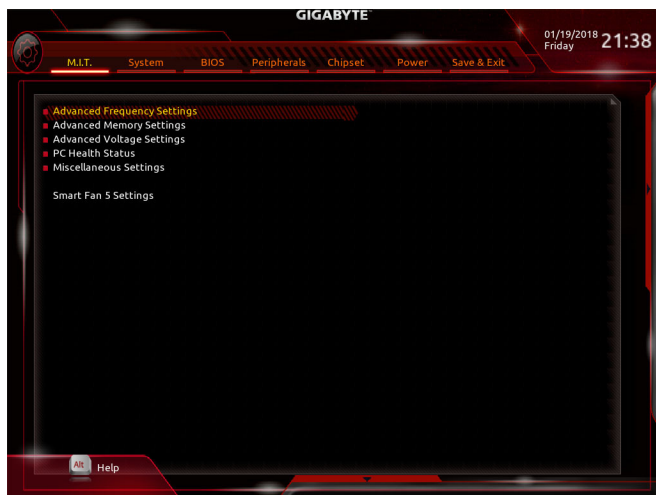 GIGABYTE™
01/19/2018
Friday
21:38
M.I.T. System BIOS Peripherals Chipset Power Save & Exit
Advanced Frequency Settings
Advanced Memory Settings
Advanced Voltage Settings
PC Health Status
Miscellaneous Settings
Smart Fan 5 Settings
Alt Help